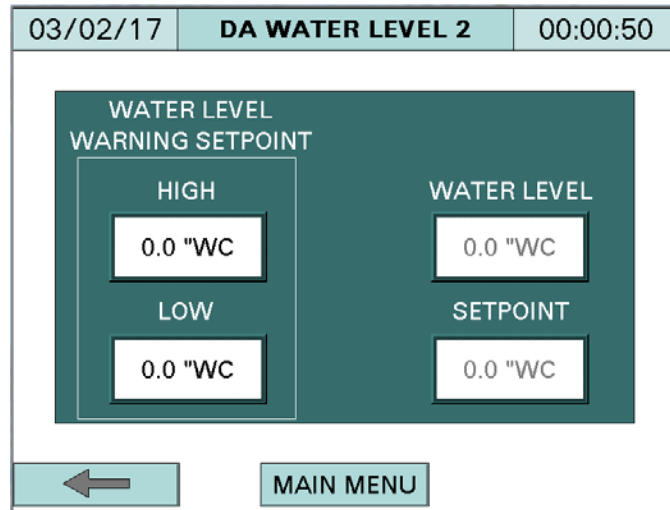 03/02/17 DA WATER LEVEL 2 00:00:50
WATER LEVEL
WARNING SETPOINT
HIGH
0.0 "WC
LOW
0.0 "WC
WATER LEVEL
0.0 "WC
SETPOINT
0.0 "WC
MAIN MENU